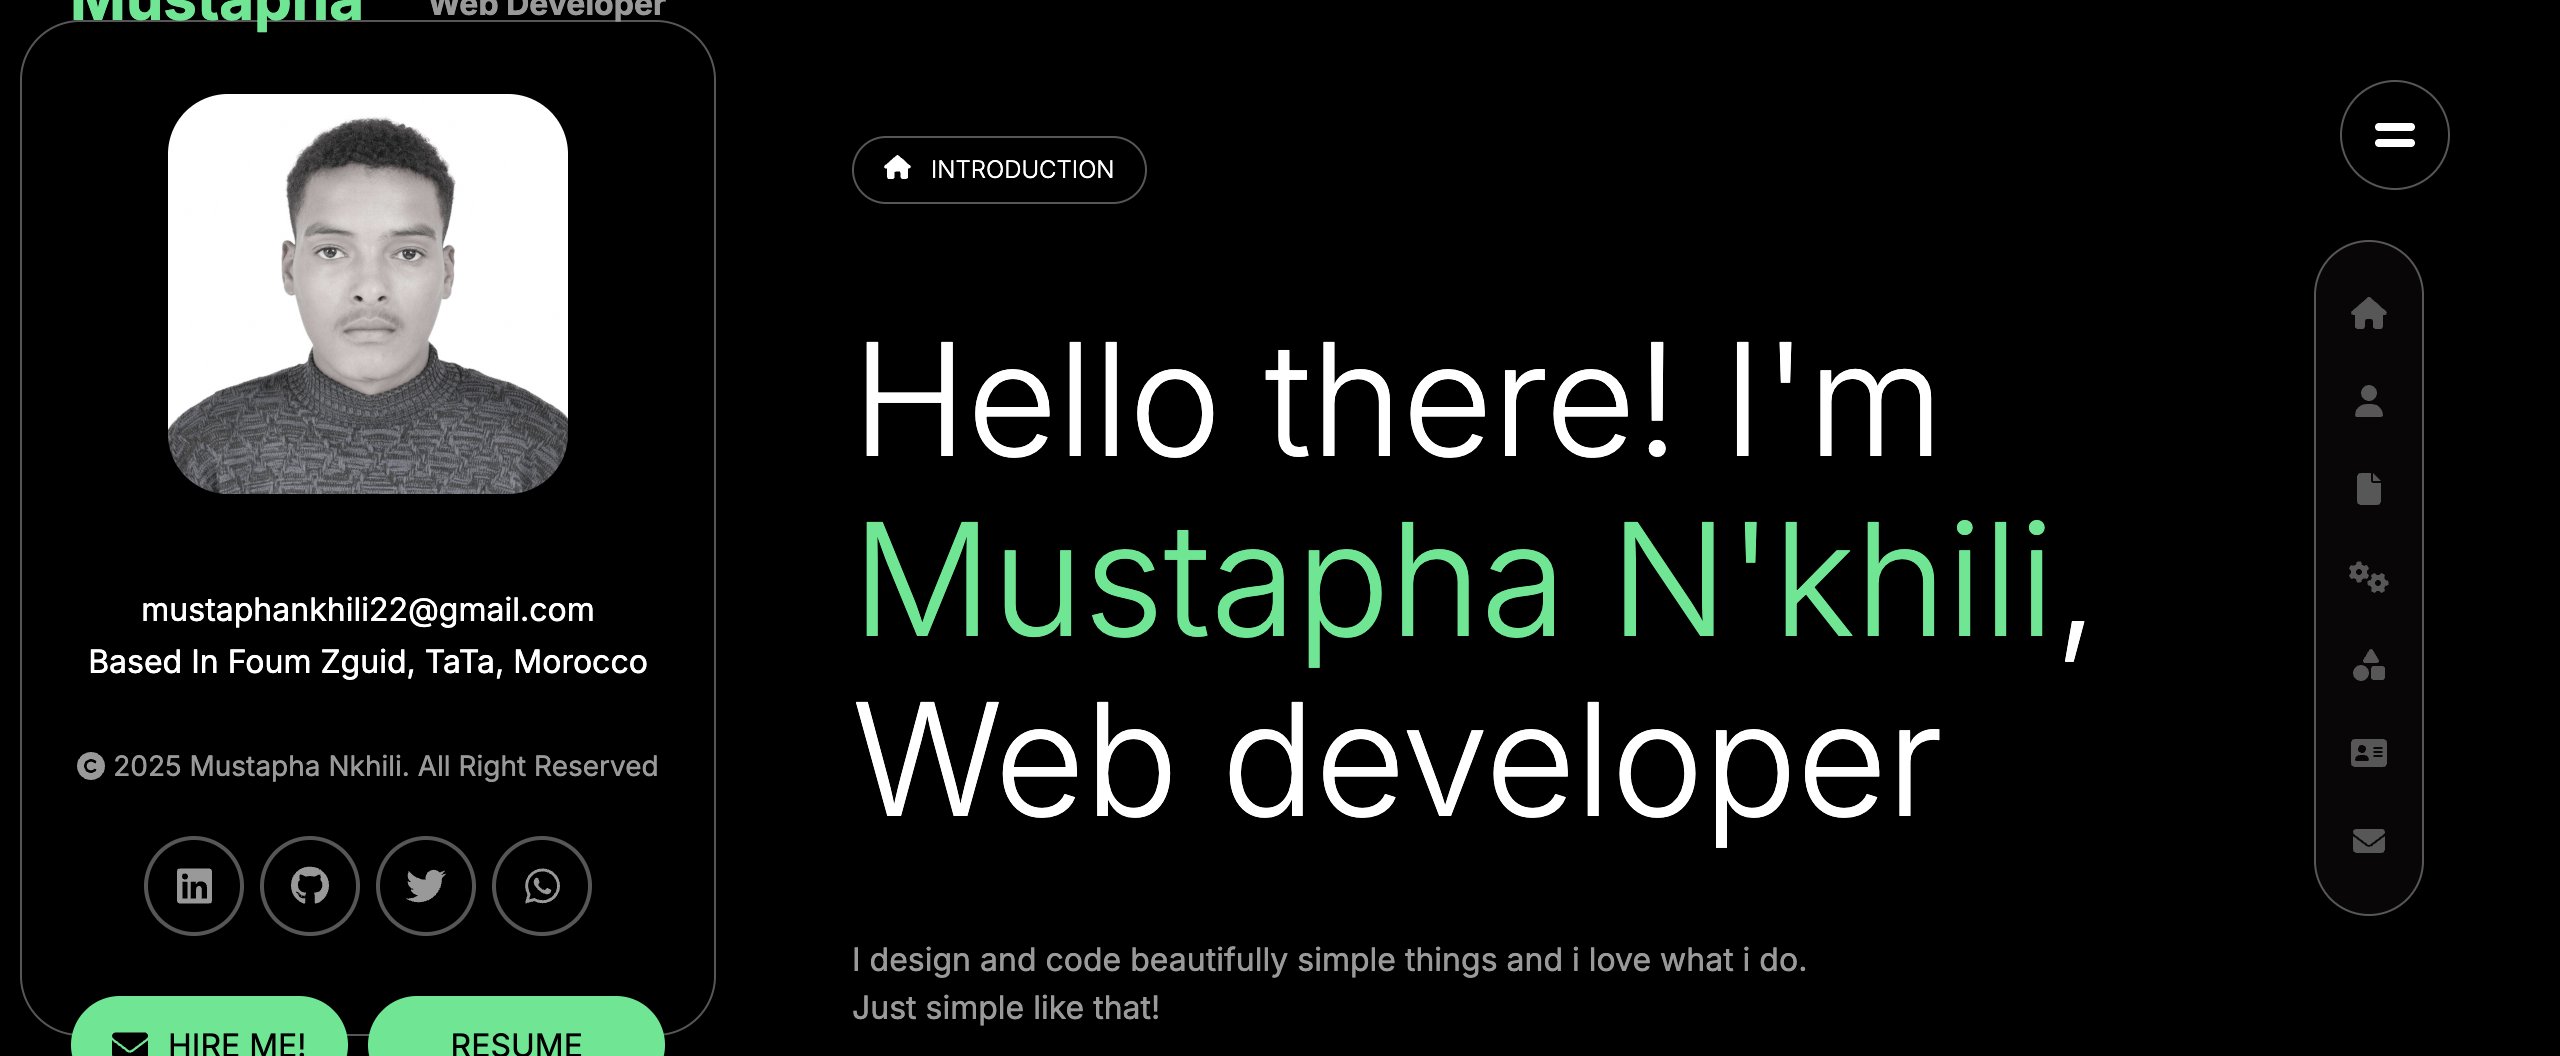 Mustapha
Web Developer
mustaphankhili22@gmail.com
Based In Foum Zguid, TaTa, Morocco
© 2025 Mustapha Nkhili. All Right Reserved
HIRE ME!
RESUME
INTRODUCTION
Hello there! I'm
Mustapha N'khili,
Web developer
I design and code beautifully simple things and i love what i do.
Just simple like that!